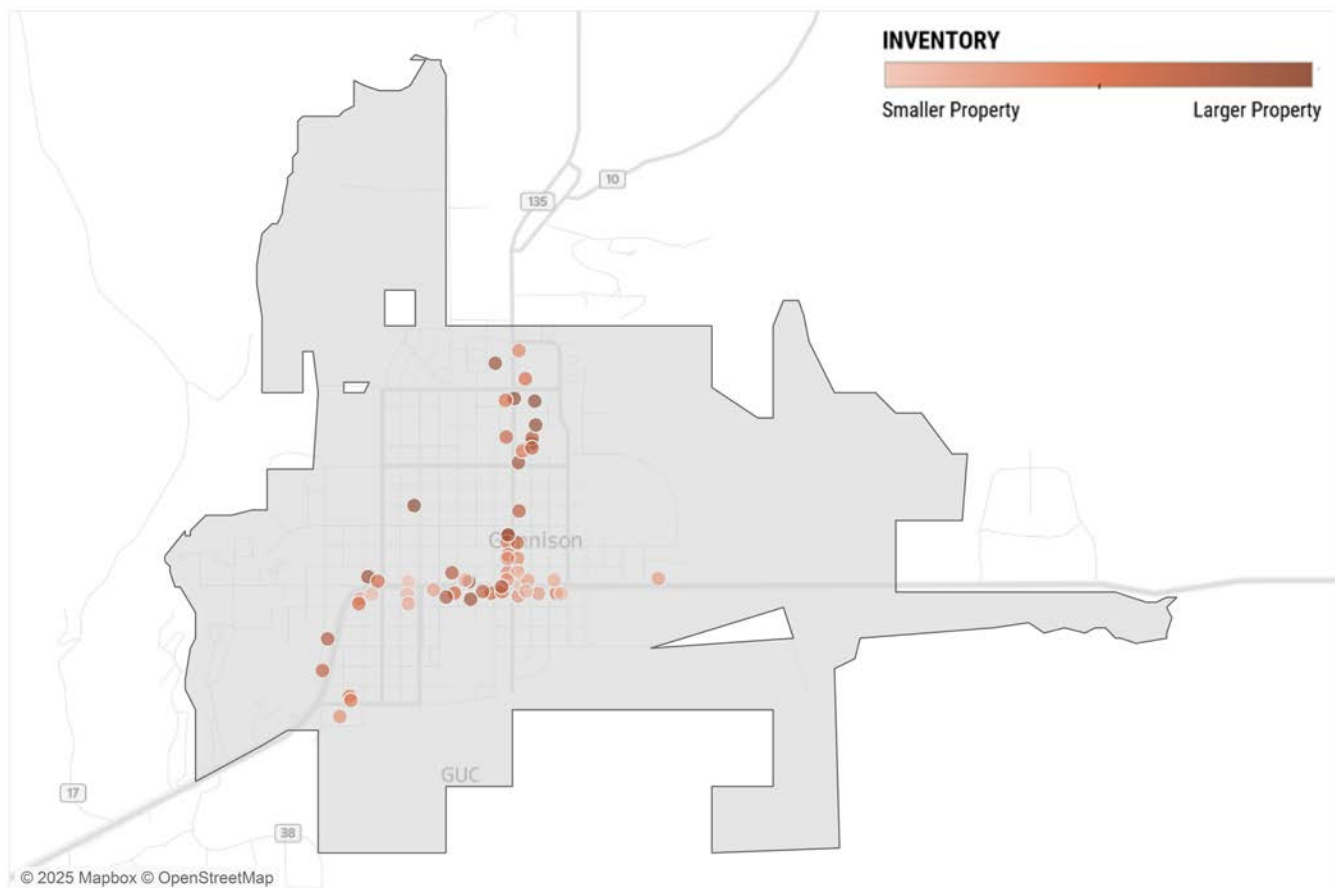 INVENTORY
Smaller Property Larger Property
10
135
Gunnison
GUC
17
38
© 2025 Mapbox © OpenStreetMap